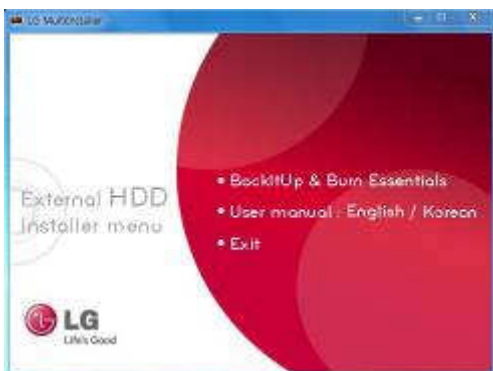 LG MultiInstaller
External HDD
Installer menu
• BackItUp & Burn Essentials
• User manual : English / Korean
• Exit
LG
Life's Good